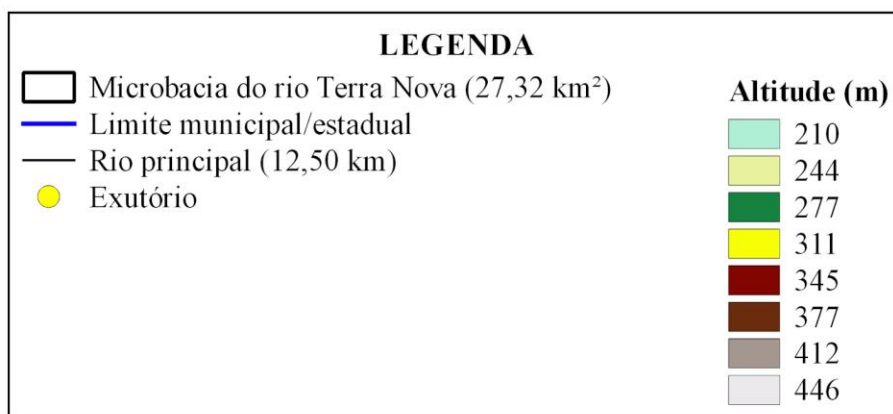 LEGENDA
Microbacia do rio Terra Nova (27,32 km²)
Limite municipal/estadual
Rio principal (12,50 km)
Exutório
Altitude (m)
210
244
277
311
345
377
412
446